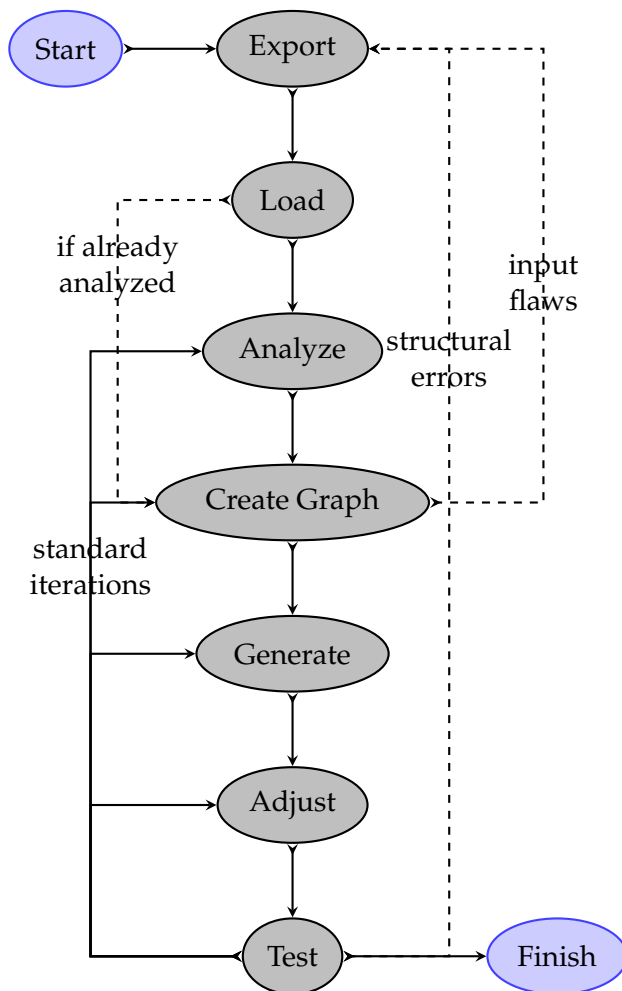 Start
Export
Load
if already
analyzed
input
flaws
Analyze
structural
errors
Create Graph
standard
iterations
Generate
Adjust
Test
Finish